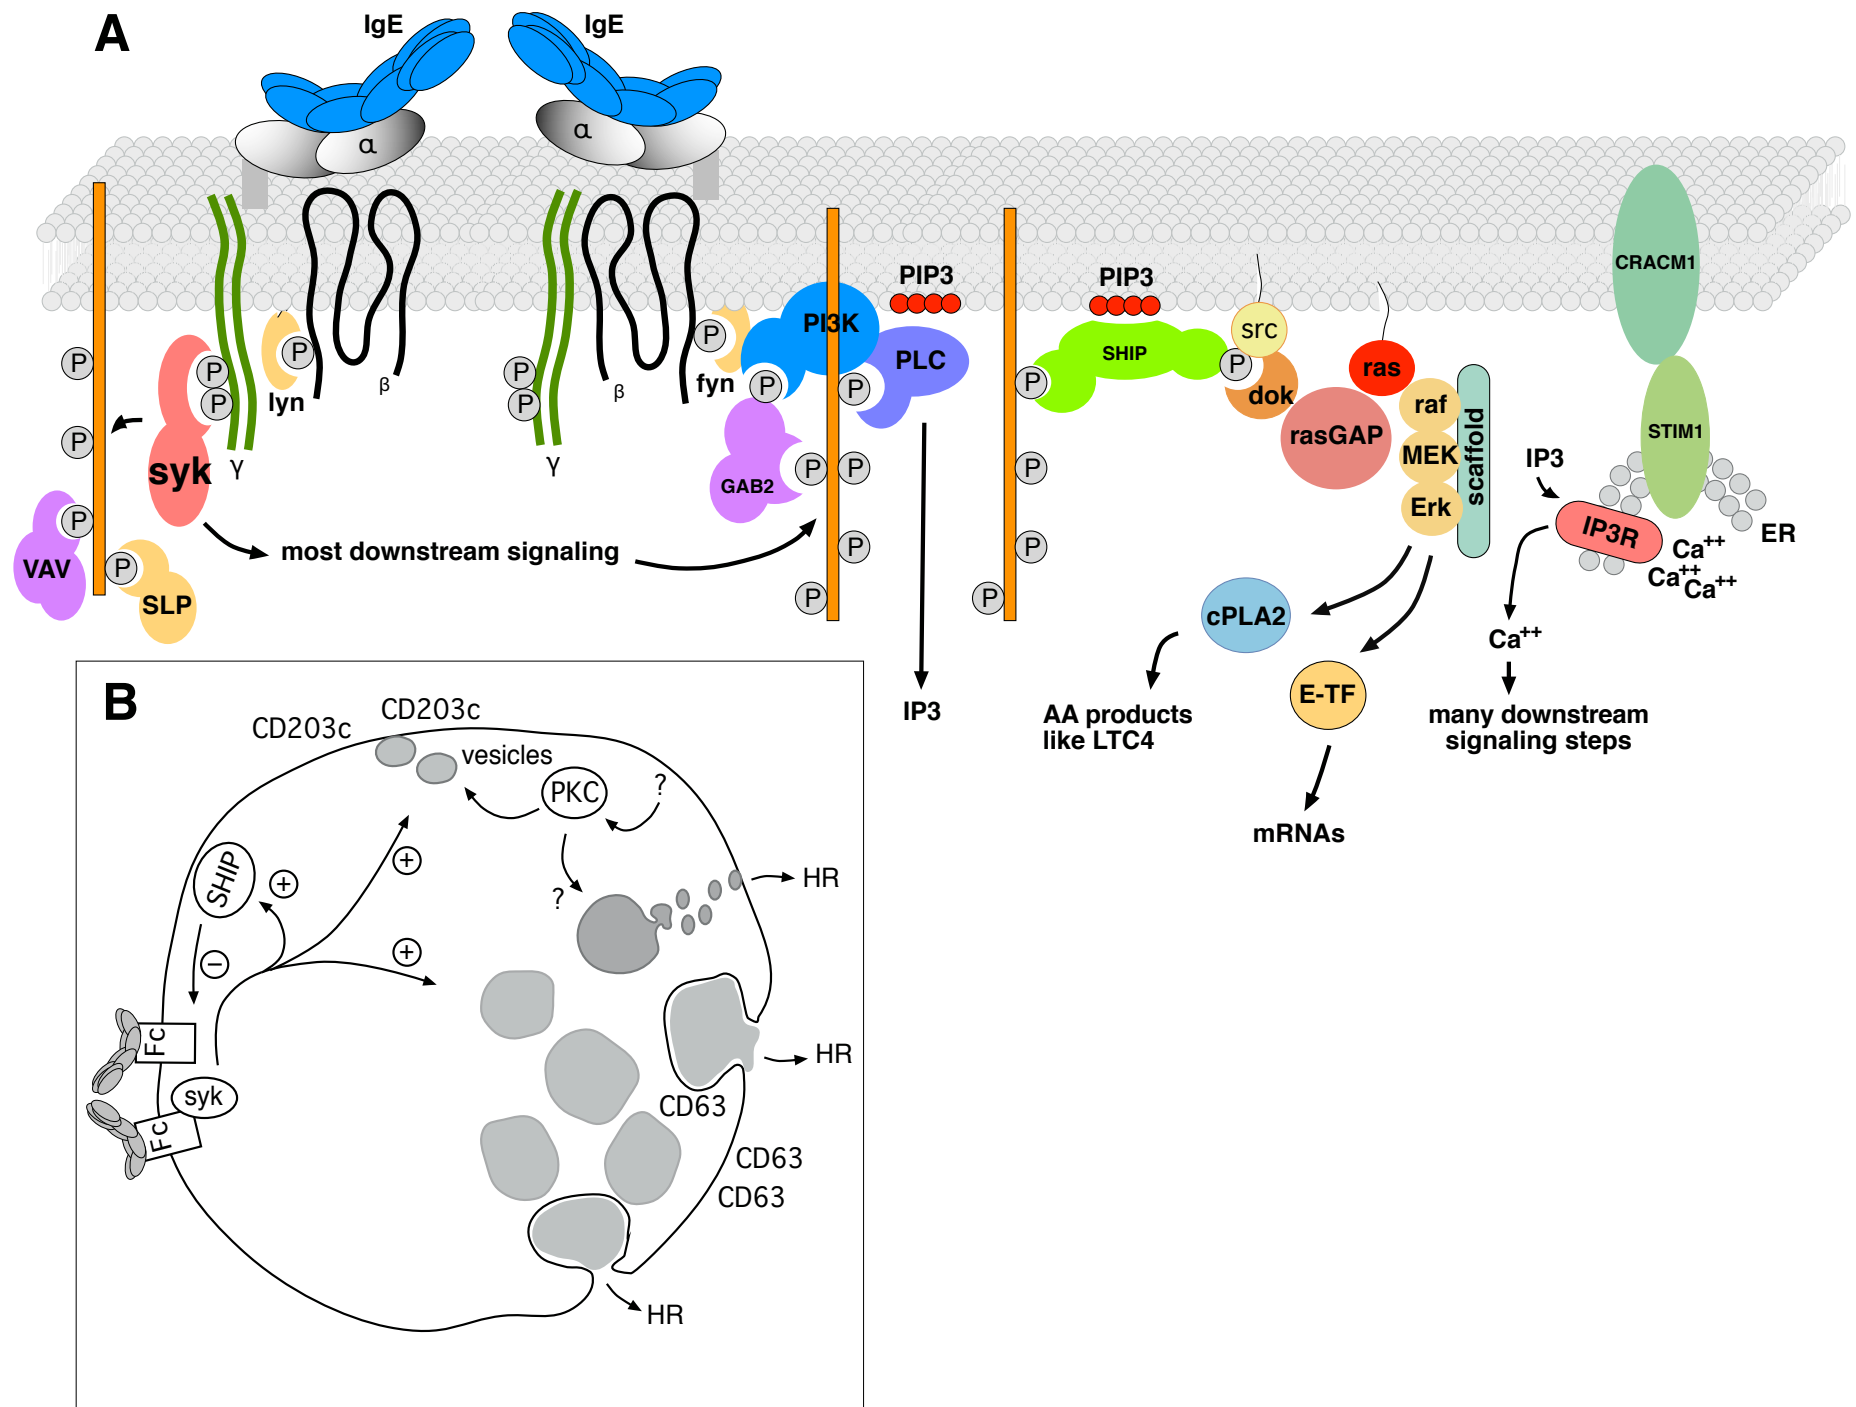 A
IgE
IgE
α
α
CRACM1
PIP3
PIP3
P
P
P
P
P
lyn
β
γ
syk
P
P
VAV
P
P
SLP
P
P
γ
β
P
fyn
PI3K
PLC
P
P
GAB2
P
P
P
P
most downstream signaling
IP3
P
P
P
P
SHIP
P
src
dok
ras
rasGAP
raf
MEK
Erk
scaffold
STIM1
IP3
IP3R
ER
Ca++
Ca++
Ca++
cPLA2
AA products
like LTC4
E-TF
mRNAs
Ca++
many downstream
signaling steps
B
CD203c
CD203c
vesicles
PKC
?
?
SHIP
+
+
+
−
Fc
syk
Fc
HR
HR
CD63
CD63
CD63
HR